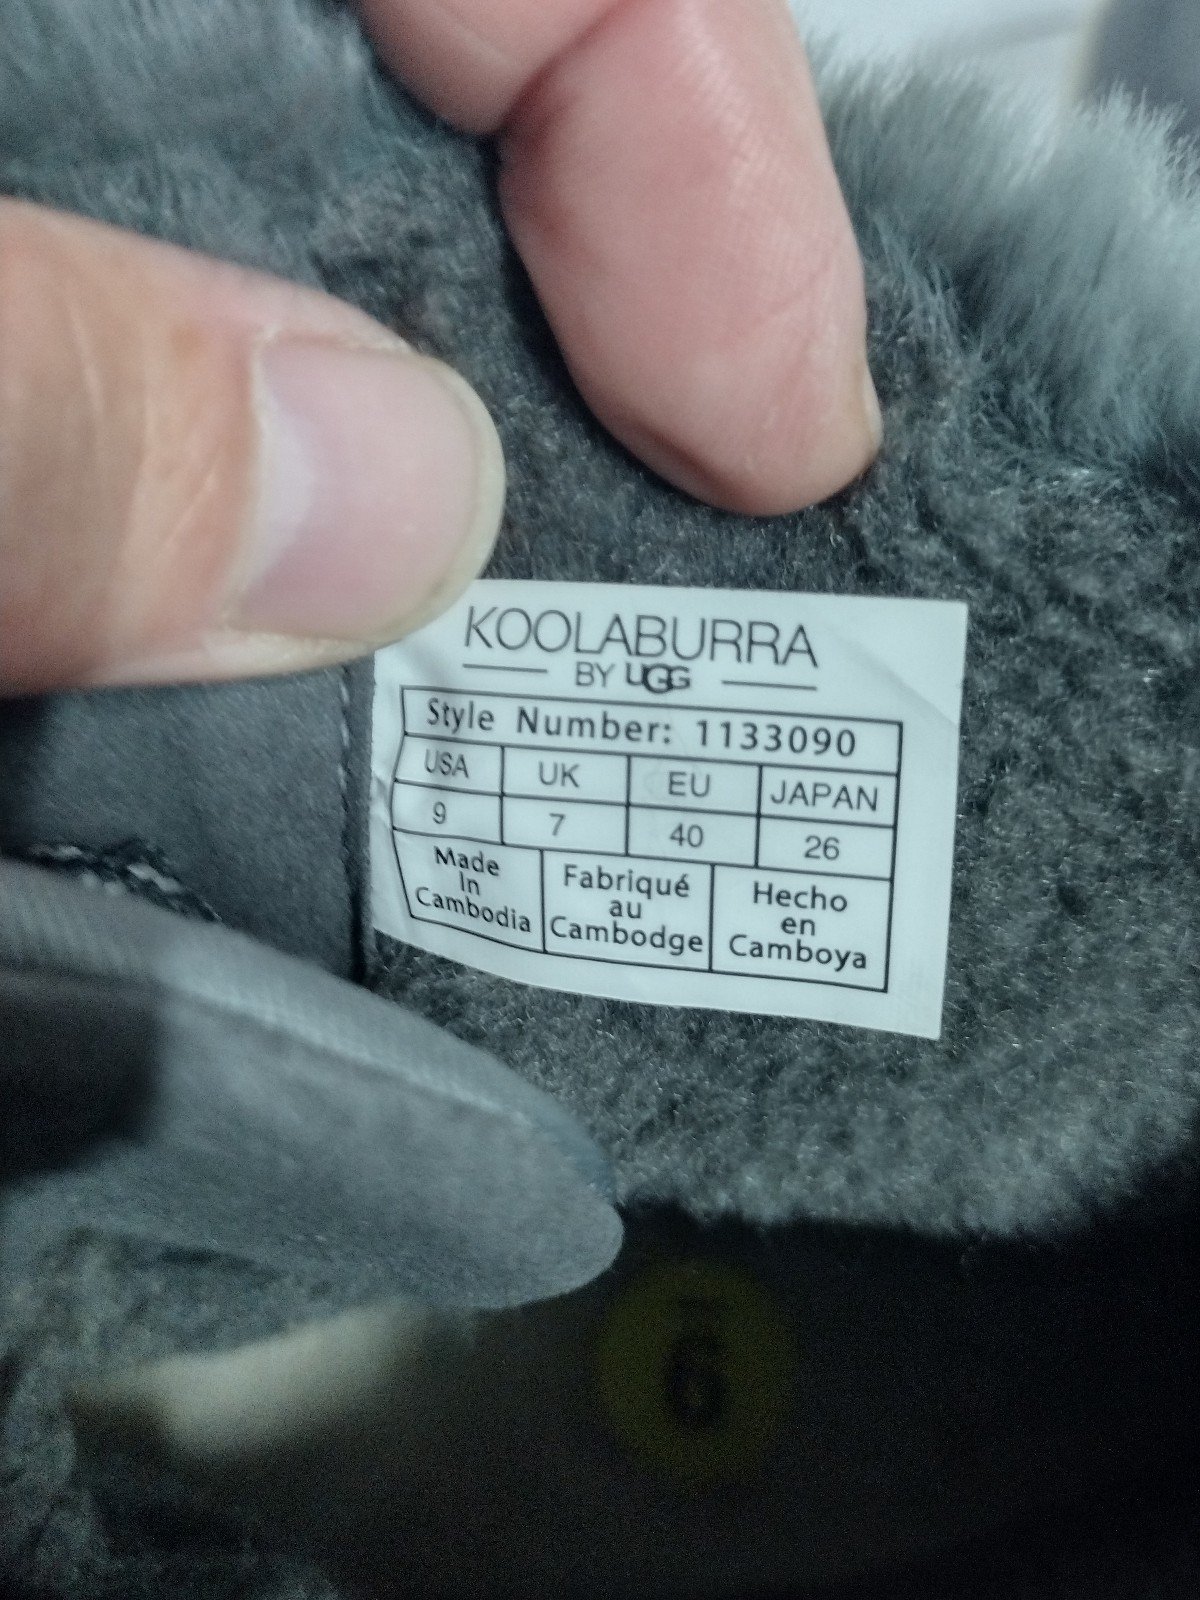 KOOLABURRA
BY UGG
Style Number: 1133090
USA UK EU JAPAN
9 7 40 26
Made
In
Cambodia
Fabriqué
au
Cambodge
Hecho
en
Camboya